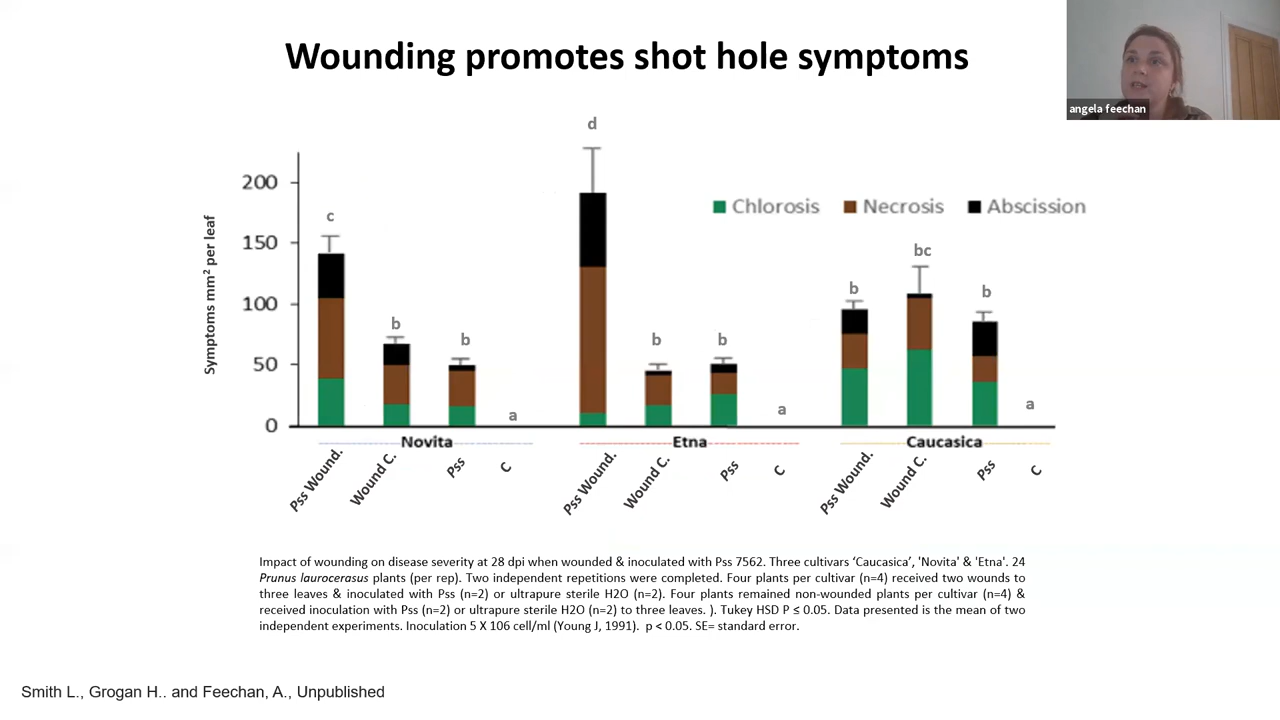 Wounding promotes shot hole symptoms
angela feechan
Symptoms mm² per leaf
200
150
100
50
0
c
b
b
a
d
b
b
a
b
bc
b
a
Chlorosis
Necrosis
Abscission
Novita
Etna
Caucasica
Pss Wound.
Wound C.
Pss
C
Pss Wound.
Wound C.
Pss
C
Pss Wound.
Wound C.
Pss
C
Impact of wounding on disease severity at 28 dpi when wounded & inoculated with Pss 7562. Three cultivars ‘Caucasica’, 'Novita' & 'Etna'. 24
Prunus laurocerasus plants (per rep). Two independent repetitions were completed. Four plants per cultivar (n=4) received two wounds to
three leaves & inoculated with Pss (n=2) or ultrapure sterile H2O (n=2). Four plants remained non-wounded plants per cultivar (n=4) &
received inoculation with Pss (n=2) or ultrapure sterile H2O (n=2) to three leaves. ). Tukey HSD P ≤ 0.05. Data presented is the mean of two
independent experiments. Inoculation 5 X 106 cell/ml (Young J, 1991). p < 0.05. SE= standard error.
Smith L., Grogan H.. and Feechan, A., Unpublished